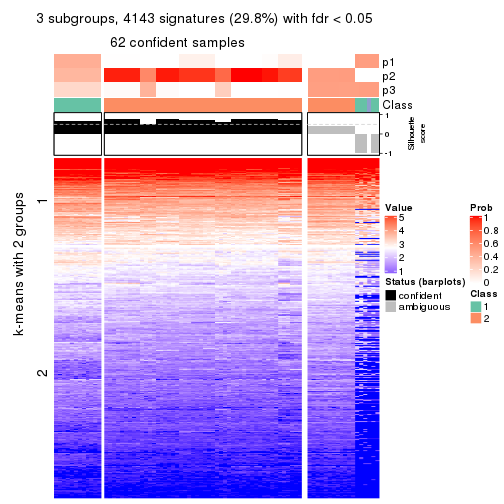 3 subgroups, 4143 signatures (29.8%) with fdr < 0.05
62 confident samples
p1
p2
p3
Class
1
0
-1
Silhouette
score
k-means with 2 groups
1
2
Value
5
4
3
2
1
Prob
1
0.8
0.6
0.4
0.2
0
Status (barplots)
confident
ambiguous
Class
1
2